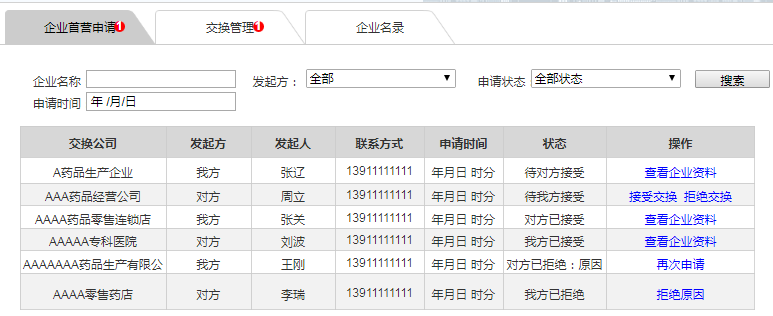 企业首营申请1 交换管理1 企业名录
企业名称 发起方： 全部 申请状态 全部状态 搜索
申请时间 年 /月/日
交换公司 发起方 发起人 联系方式 申请时间 状态 操作
A药品生产企业 我方 张辽 13911111111 年月日 时分 待对方接受 查看企业资料
AAA药品经营公司 对方 周立 13911111111 年月日 时分 待我方接受 接受交换 拒绝交换
AAAA药品零售连锁店 我方 张关 13911111111 年月日 时分 对方已接受 查看企业资料
AAAAA专科医院 对方 刘波 13911111111 年月日 时分 我方已接受 查看企业资料
AAAAAAA药品生产有限公 我方 王刚 13911111111 年月日 时分 对方已拒绝：原因 再次申请
AAAA零售药店 对方 李瑞 13911111111 年月日 时分 我方已拒绝 拒绝原因